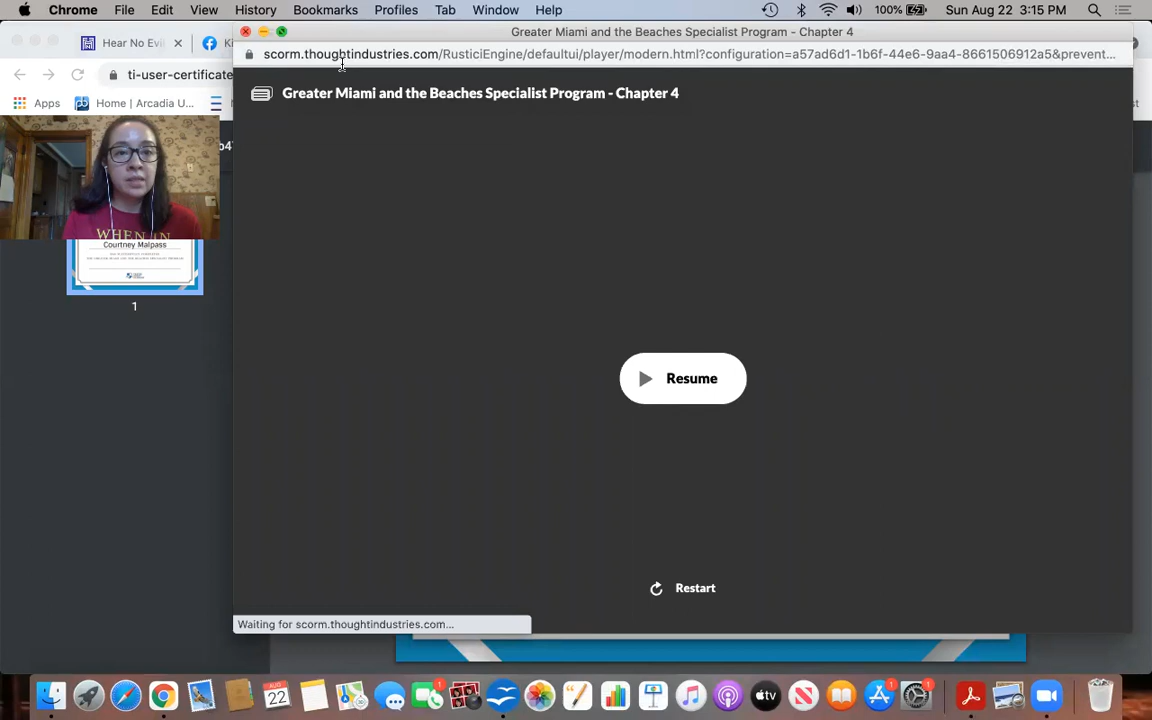 Chrome File Edit View History Bookmarks Profiles Tab Window Help 100% Sun Aug 22 3:15 PM
Greater Miami and the Beaches Specialist Program - Chapter 4
Hear No Evi
ti-user-certificate
scorm.thoughtindustries.com/RusticiEngine/defaultui/player/modern.html?configuration=a57ad6d1-1b6f-44e6-9aa4-8661506912a5&prevent...
Apps Home | Arcadia U...
Greater Miami and the Beaches Specialist Program - Chapter 4
WHEN IN
Courtney Malpass
1
Resume
Restart
Waiting for scorm.thoughtindustries.com...
22